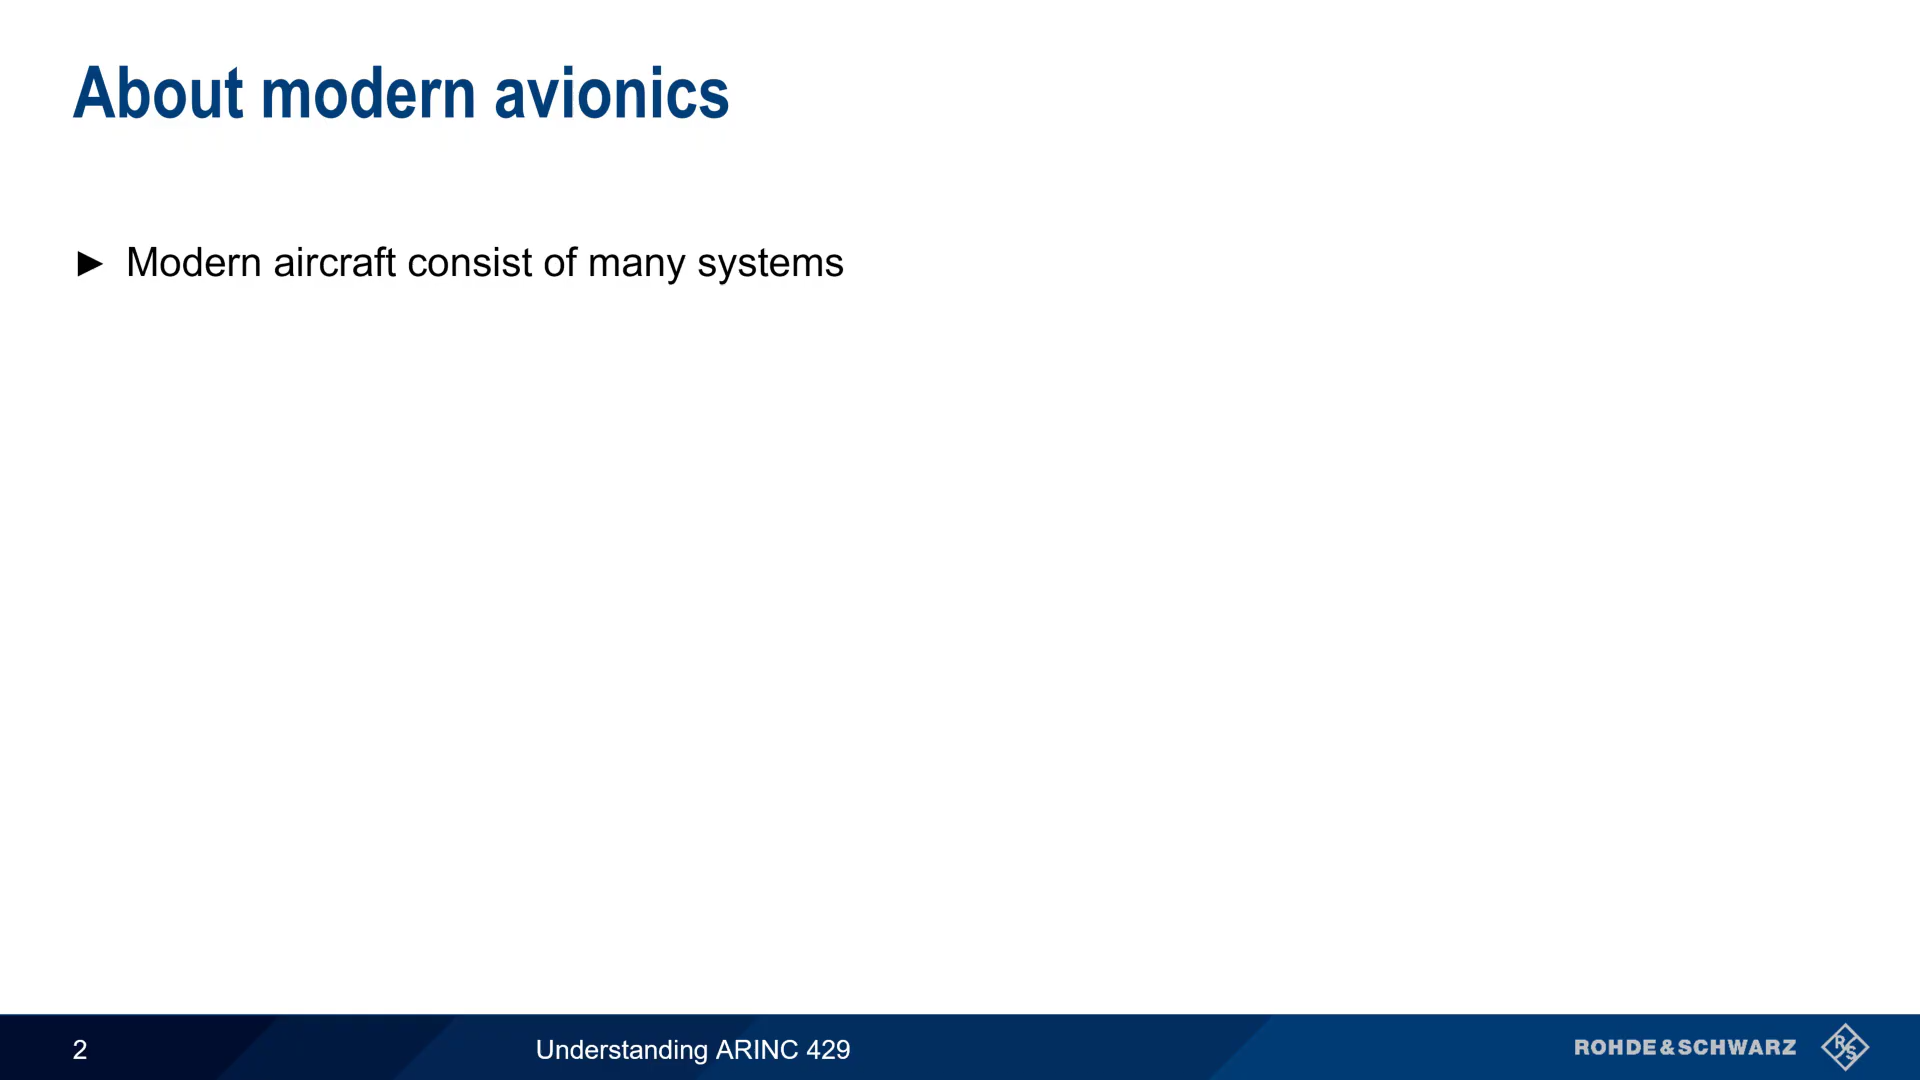 About modern avionics
► Modern aircraft consist of many systems
2
Understanding ARINC 429
ROHDE&SCHWARZ
R&S